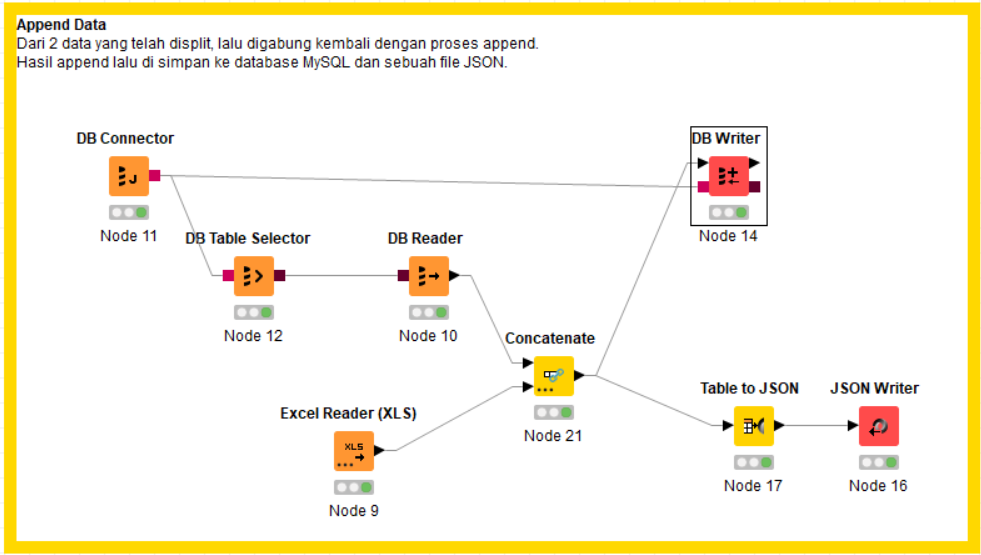 Append Data
Dari 2 data yang telah displit, lalu digabung kembali dengan proses append.
Hasil append lalu di simpan ke database MySQL dan sebuah file JSON.
DB Connector
DB Writer
Node 11
DB Table Selector
DB Reader
Node 14
Node 12
Node 10
Concatenate
Table to JSON
JSON Writer
Excel Reader (XLS)
XLS
Node 21
Node 17
Node 16
Node 9